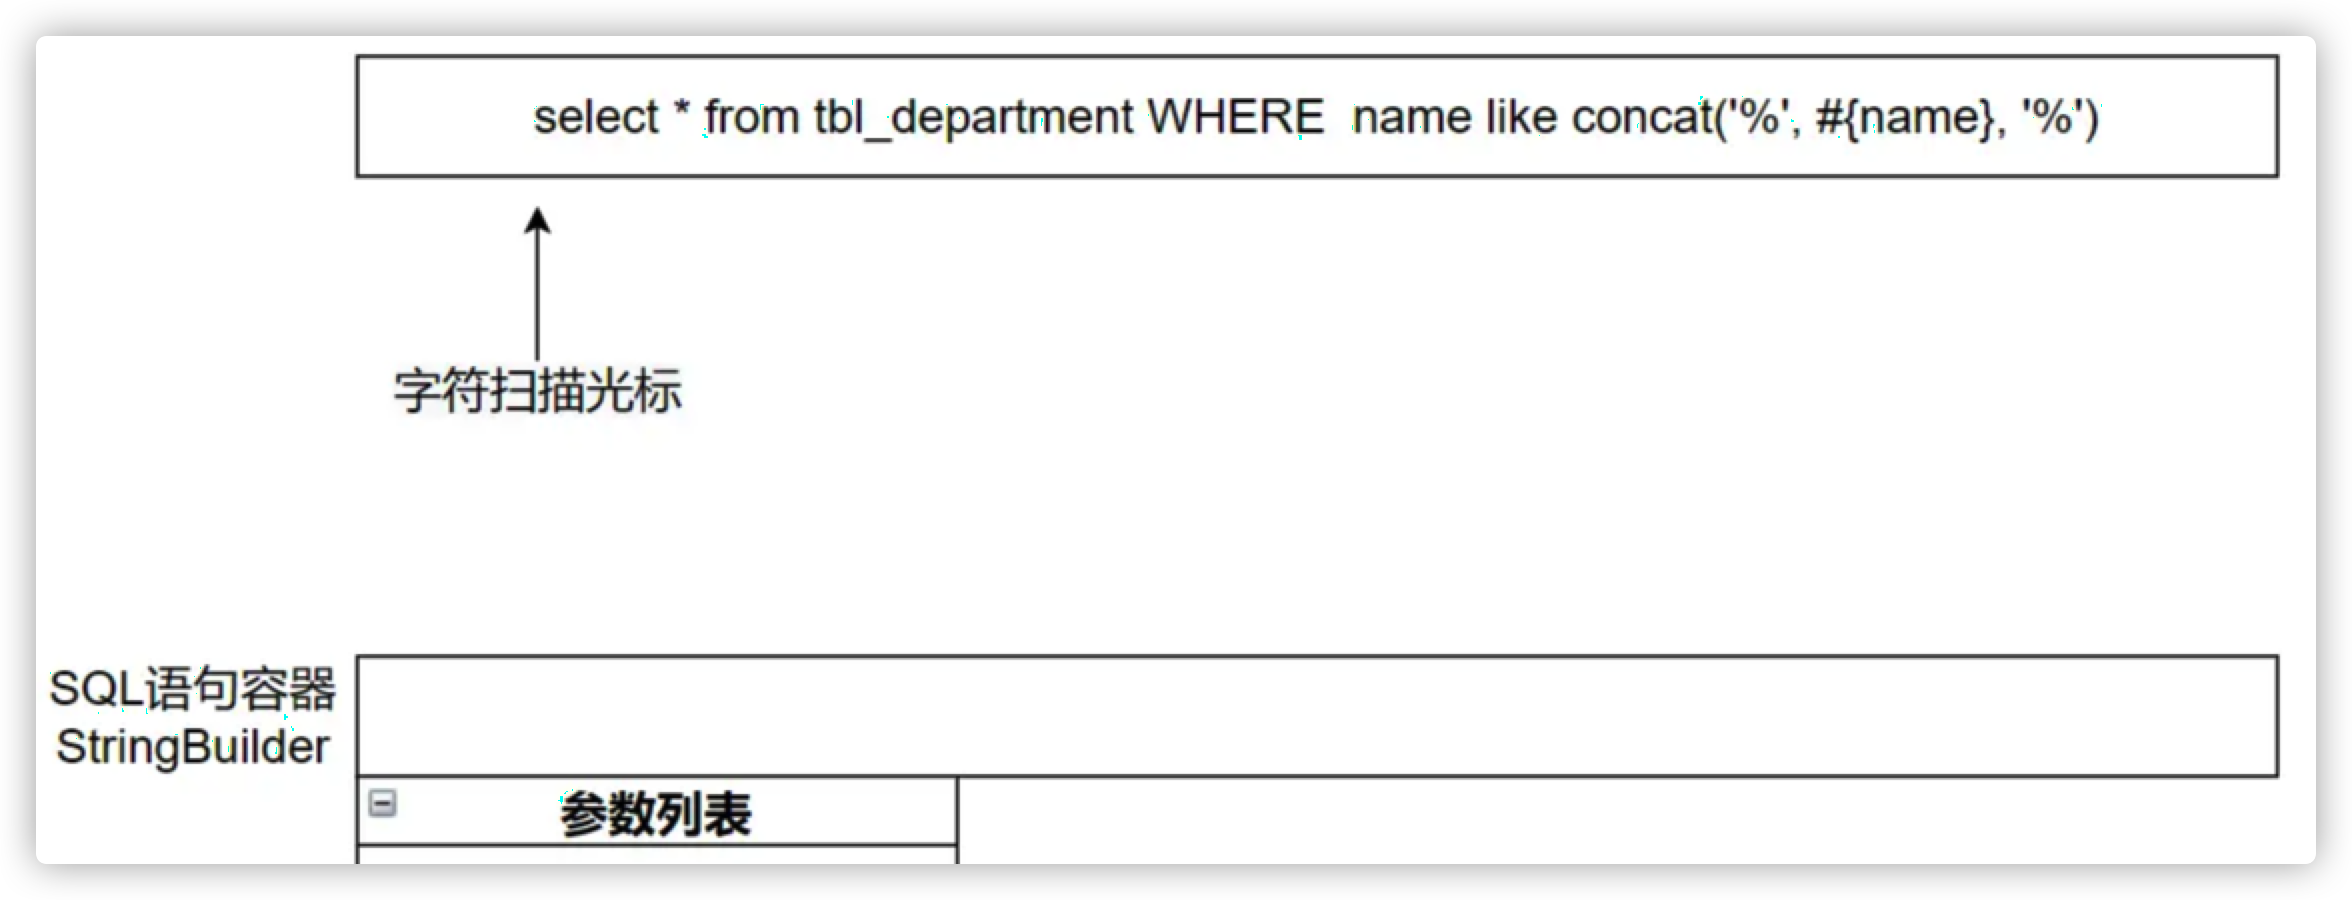 select * from tbl_department WHERE  name like concat('%', #{name}, '%')
字符扫描光标
SQL语句容器
StringBuilder
参数列表